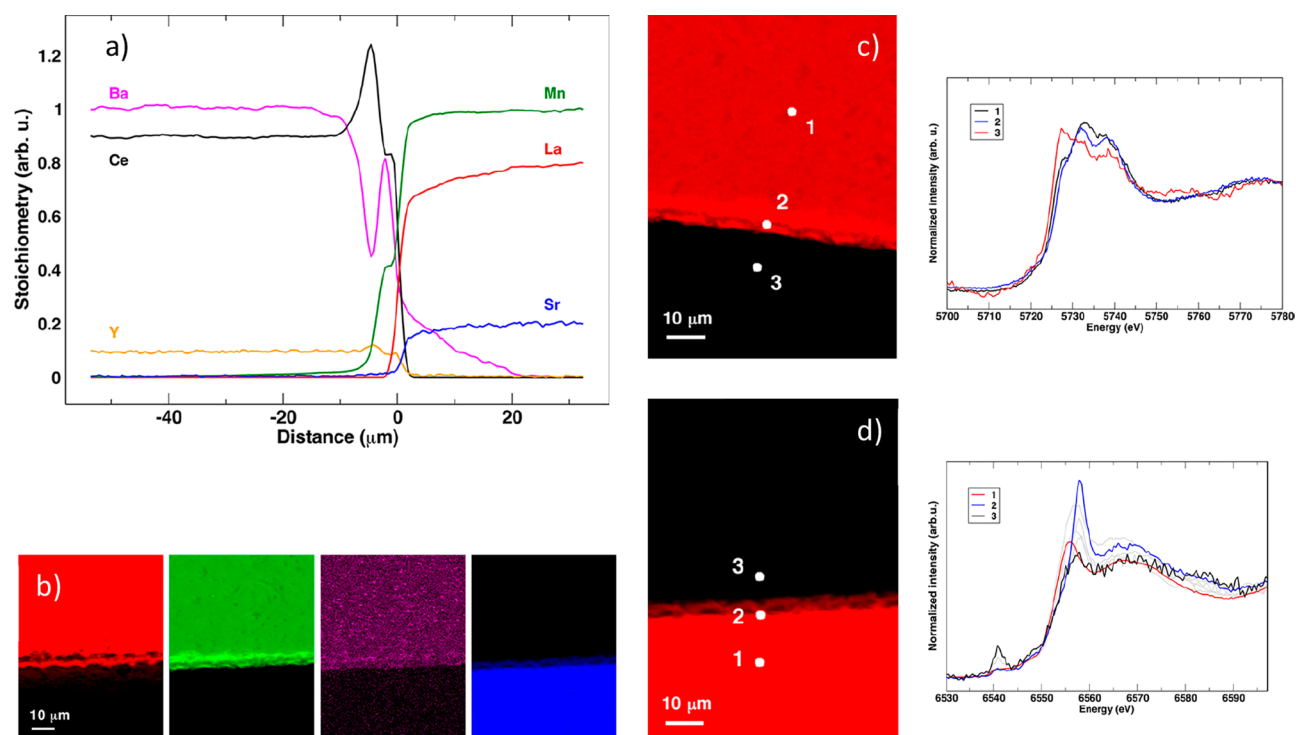 a)
Stoichiometry (arb. u.)
1.2
1
0.8
0.6
0.4
0.2
0
Ba
Ce
Mn
La
Sr
Y
-40
-20
0
20
Distance (μm)
b)
10 μm
c)
1
2
3
10 μm
1
2
3
Normalized intensity (arb. u.)
5700 5710 5720 5730 5740 5750 5760 5770 5780
Energy (eV)
d)
3
2
1
10 μm
1
2
3
Normalized intensity (arb.u.)
6530 6540 6550 6560 6570 6580 6590
Energy (eV)